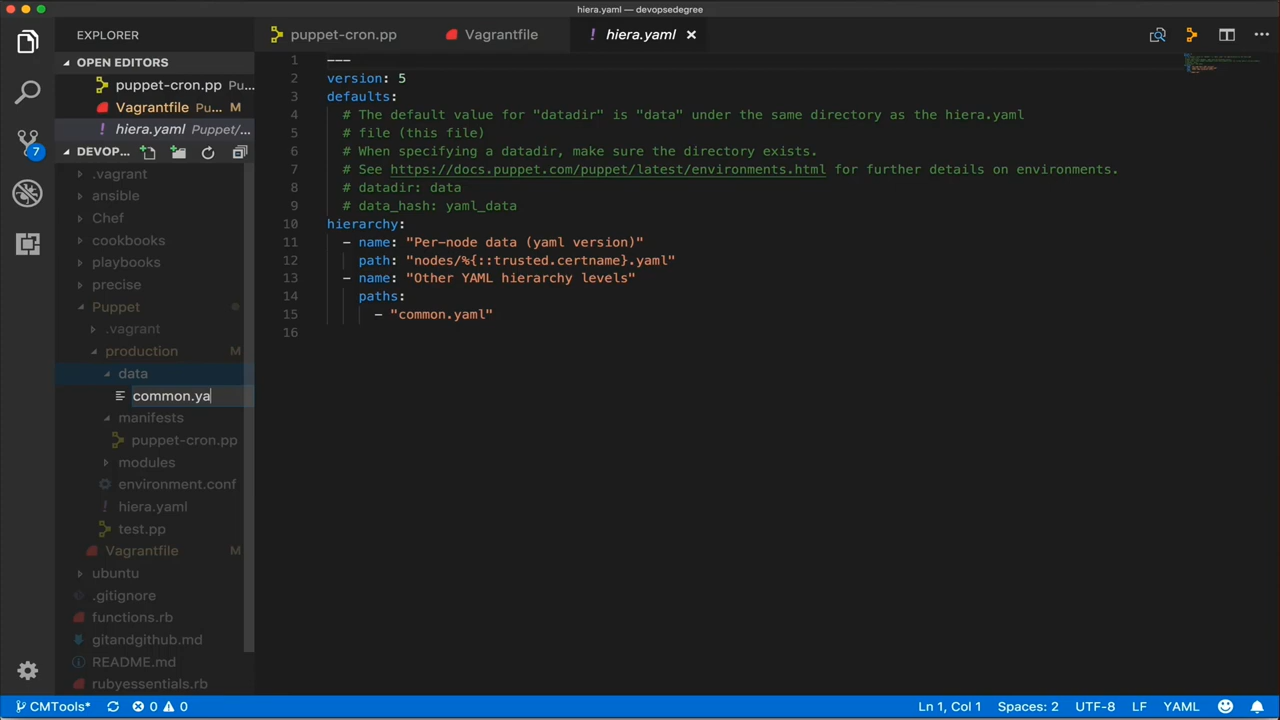 hiera.yaml — devopsedegree
EXPLORER
OPEN EDITORS
puppet-cron.pp
Vagrantfile Pu... M
hiera.yaml Puppet/...
DEVOP...
.vagrant
ansible
Chef
cookbooks
playbooks
precise
Puppet
.vagrant
production M
data
common.ya
manifests
puppet-cron.pp
modules
environment.conf
hiera.yaml
test.pp
Vagrantfile M
ubuntu
.gitignore
functions.rb
gitandgithub.md
README.md
rubyessentials.rb
7
puppet-cron.pp Vagrantfile ! hiera.yaml ×
1 ---
2 version: 5
3 defaults:
4 # The default value for "datadir" is "data" under the same directory as the hiera.yaml
5 # file (this file)
6 # When specifying a datadir, make sure the directory exists.
7 # See https://docs.puppet.com/puppet/latest/environments.html for further details on environments.
8 # datadir: data
9 # data_hash: yaml_data
10 hierarchy:
11 - name: "Per-node data (yaml version)"
12 path: "nodes/%{::trusted.certname}.yaml"
13 - name: "Other YAML hierarchy levels"
14 paths:
15 - "common.yaml"
16
CMTools* 0 0 Ln 1, Col 1 Spaces: 2 UTF-8 LF YAML